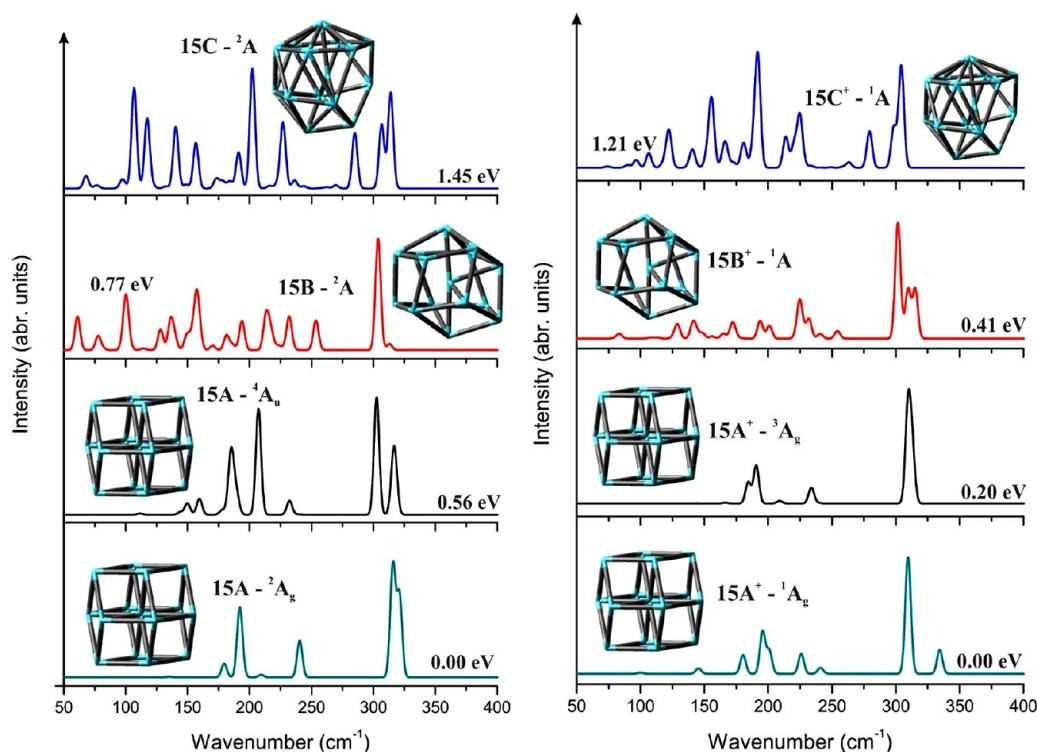 15C - ²A
1.45 eV
0.77 eV
15B - ²A
15A - ⁴Aᵤ
0.56 eV
15A - ²A_g
0.00 eV
50 100 150 200 250 300 350 400
Wavenumber (cm⁻¹)
Intensity (abr. units)
15C⁺ - ¹A
1.21 eV
15B⁺ - ¹A
0.41 eV
15A⁺ - ³A_g
0.20 eV
15A⁺ - ¹A_g
0.00 eV
50 100 150 200 250 300 350 400
Wavenumber (cm⁻¹)
Intensity (abr. units)